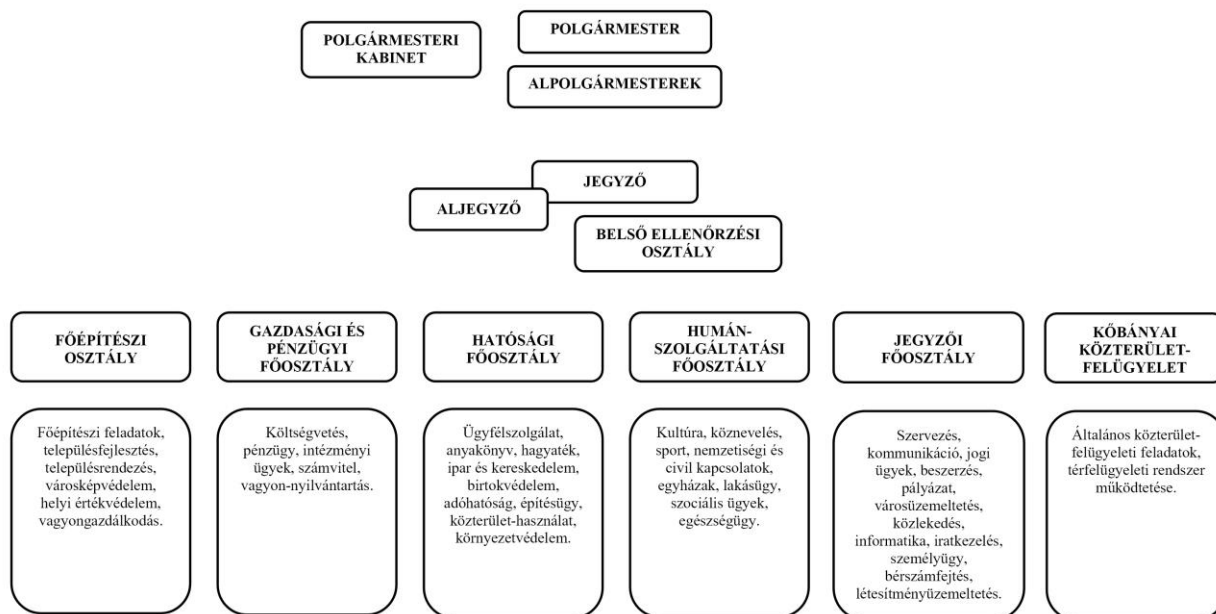 POLGÁRMESTERI
KABINET
POLGÁRMESTER
ALPOLGÁRMESTEREK
JEGYZŐ
ALJEGYZŐ
BELSŐ ELLENŐRZÉSI
OSZTÁLY
FŐÉPÍTÉSZI
OSZTÁLY
GAZDASÁGI ÉS
PÉNZÜGYI
FŐOSZTÁLY
HATÓSÁGI
FŐOSZTÁLY
HUMÁN-
SZOLGÁLTATÁSI
FŐOSZTÁLY
JEGYZŐI
FŐOSZTÁLY
KŐBÁNYAI
KÖZTERÜLET-
FELÜGYELET
Főépítészi feladatok,
településfejlesztés,
településrendezés,
városképvédelem,
helyi értékvédelem,
vagyongazdálkodás.
Költségvetés,
pénzügy, intézményi
ügyek, számvitel,
vagyon-nyilvántartás.
Ügyfélszolgálat,
anyakönyv, hagyaték,
ipar és kereskedelem,
birtokvédelem,
adóhatóság, építésügy,
közterület-használat,
környezetvédelem.
Kultúra, köznevelés,
sport, nemzetiségi és
civil kapcsolatok,
egyházak, lakásügy,
szociális ügyek,
egészségügy.
Szervezés,
kommunikáció, jogi
ügyek, beszerzés,
pályázat,
városüzemeltetés,
közlekedés,
informatika, iratkezelés,
személyügy,
bérszámfejtés,
létesítményüzemeltetés.
Általános közterület-
felügyeleti feladatok,
térfelügyeleti rendszer
működtetése.